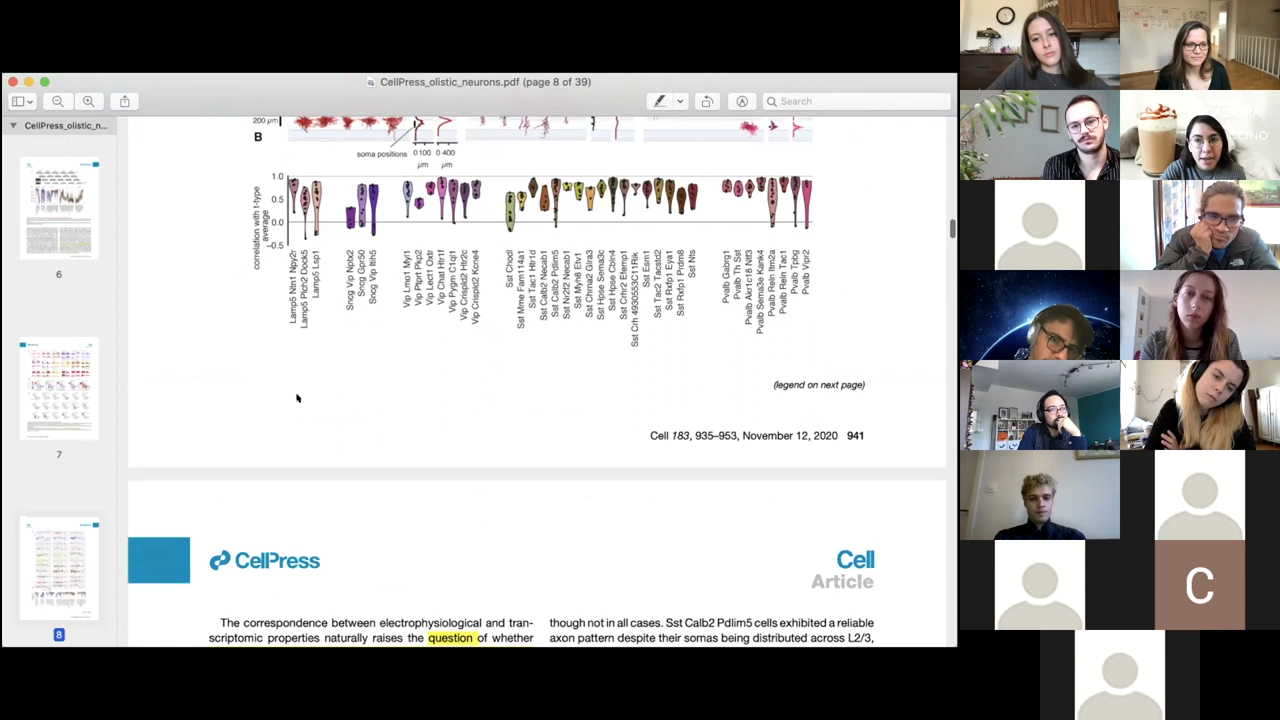 CellPress_olistic_neurons.pdf (page 8 of 39)
Search
CellPress_olistic_n...
6
7
8
200 μm
B
soma positions
0 100
μm
0 400
μm
correlation with t-type
average
1.0
0.5
0.0
−0.5
Lamp5 Ntn1 Npy2r
Lamp5 Plch2 Dock5
Lamp5 Lsp1
Sncg Vip Nptx2
Sncg Gpr50
Sncg Vip Itih5
Vip Lmo1 Myl1
Vip Ptprt Pkp2
Vip Lect1 Oxtr
Vip Chat Htr1f
Vip Pygm C1ql1
Vip Crispld2 Htr2c
Vip Crispld2 Kcne4
Sst Chodl
Sst Mme Fam114a1
Sst Tac1 Htr1d
Sst Calb2 Necab1
Sst Calb2 Pdlim5
Sst Nr2f2 Necab1
Sst Myh8 Etv1
Sst Chrna2 Glra3
Sst Hpse Sema3c
Sst Hpse Cbln4
Sst Crhr2 Efemp1
Sst Crh 4930553C11Rik
Sst Esm1
Sst Tac2 Tacstd2
Sst Rxfp1 Eya1
Sst Rxfp1 Prdm8
Sst Nts
Pvalb Gabrg1
Pvalb Th Sst
Pvalb Akr1c18 Ntf3
Pvalb Sema3e Kank4
Pvalb Reln Itm2a
Pvalb Reln Tac1
Pvalb Tpbg
Pvalb Vipr2
(legend on next page)
Cell 183, 935–953, November 12, 2020 941
CellPress
Cell
Article
The correspondence between electrophysiological and tran-
scriptomic properties naturally raises the question of whether
though not in all cases. Sst Calb2 Pdlim5 cells exhibited a reliable
axon pattern despite their somas being distributed across L2/3,
C